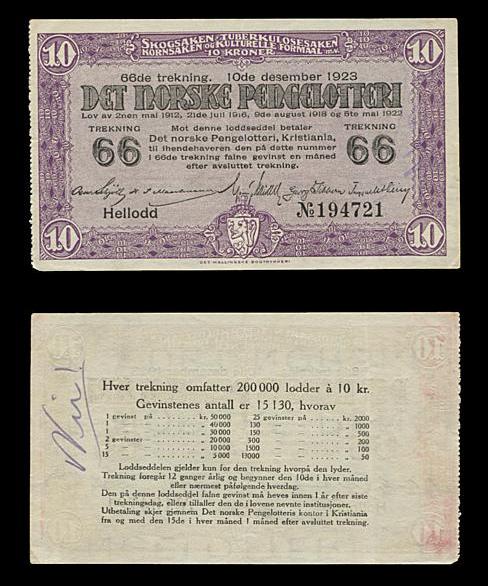 SKOGSAKEN, TUBERKULOSESAKEN
KORNSAKEN OG KULTURELLE FORMAAL M.V.
10 KRONER
10 10
66de trekning. 10de desember 1923
DET NORSKE PENGELOTTERI
Lov av 2nen mai 1912, 21de juli 1916, 9de august 1918 og 5te mai 1922
TREKNING 66
Mot denne loddseddel betaler
Det norske Pengelotteri, Kristiania,
til ihendehaveren den på dette nummer
i 66de trekning falne gevinst en måned
efter avsluttet trekning.
TREKNING 66
Hellodd
№194721
10 10
DET MALLINGSKE BOGTRYKKERI
Hver trekning omfatter 200 000 lodder à 10 kr.
Gevinstenes antall er 15 130, hvorav
1 gevinst på kr. 50 000 25 gevinster på kr. 2000
1 „ „ 40 000 130 „ „ 1000
1 „ „ 30 000 150 „ „ 500
2 gevinster „ 20 000 300 „ „ 200
5 „ „ 10 000 1500 „ „ 100
15 „ „ 5 000 13000 „ „ 50
Loddseddelen gjelder kun for den trekning hvorpå den lyder.
Trekning foregår 12 ganger årlig og begynner den 10de i hver måned
eller nærmest påfølgende hverdag.
Den på denne loddseddel falne gevinst må heves innen 1 år efter siste
trekningsdag, ellers tilfaller den de i lovene nevnte institusjoner.
Utbetaling skjer gjennem Det norske Pengelotteris kontor i Kristiania
fra og med den 15de i hver måned 1 måned efter avsluttet trekning.